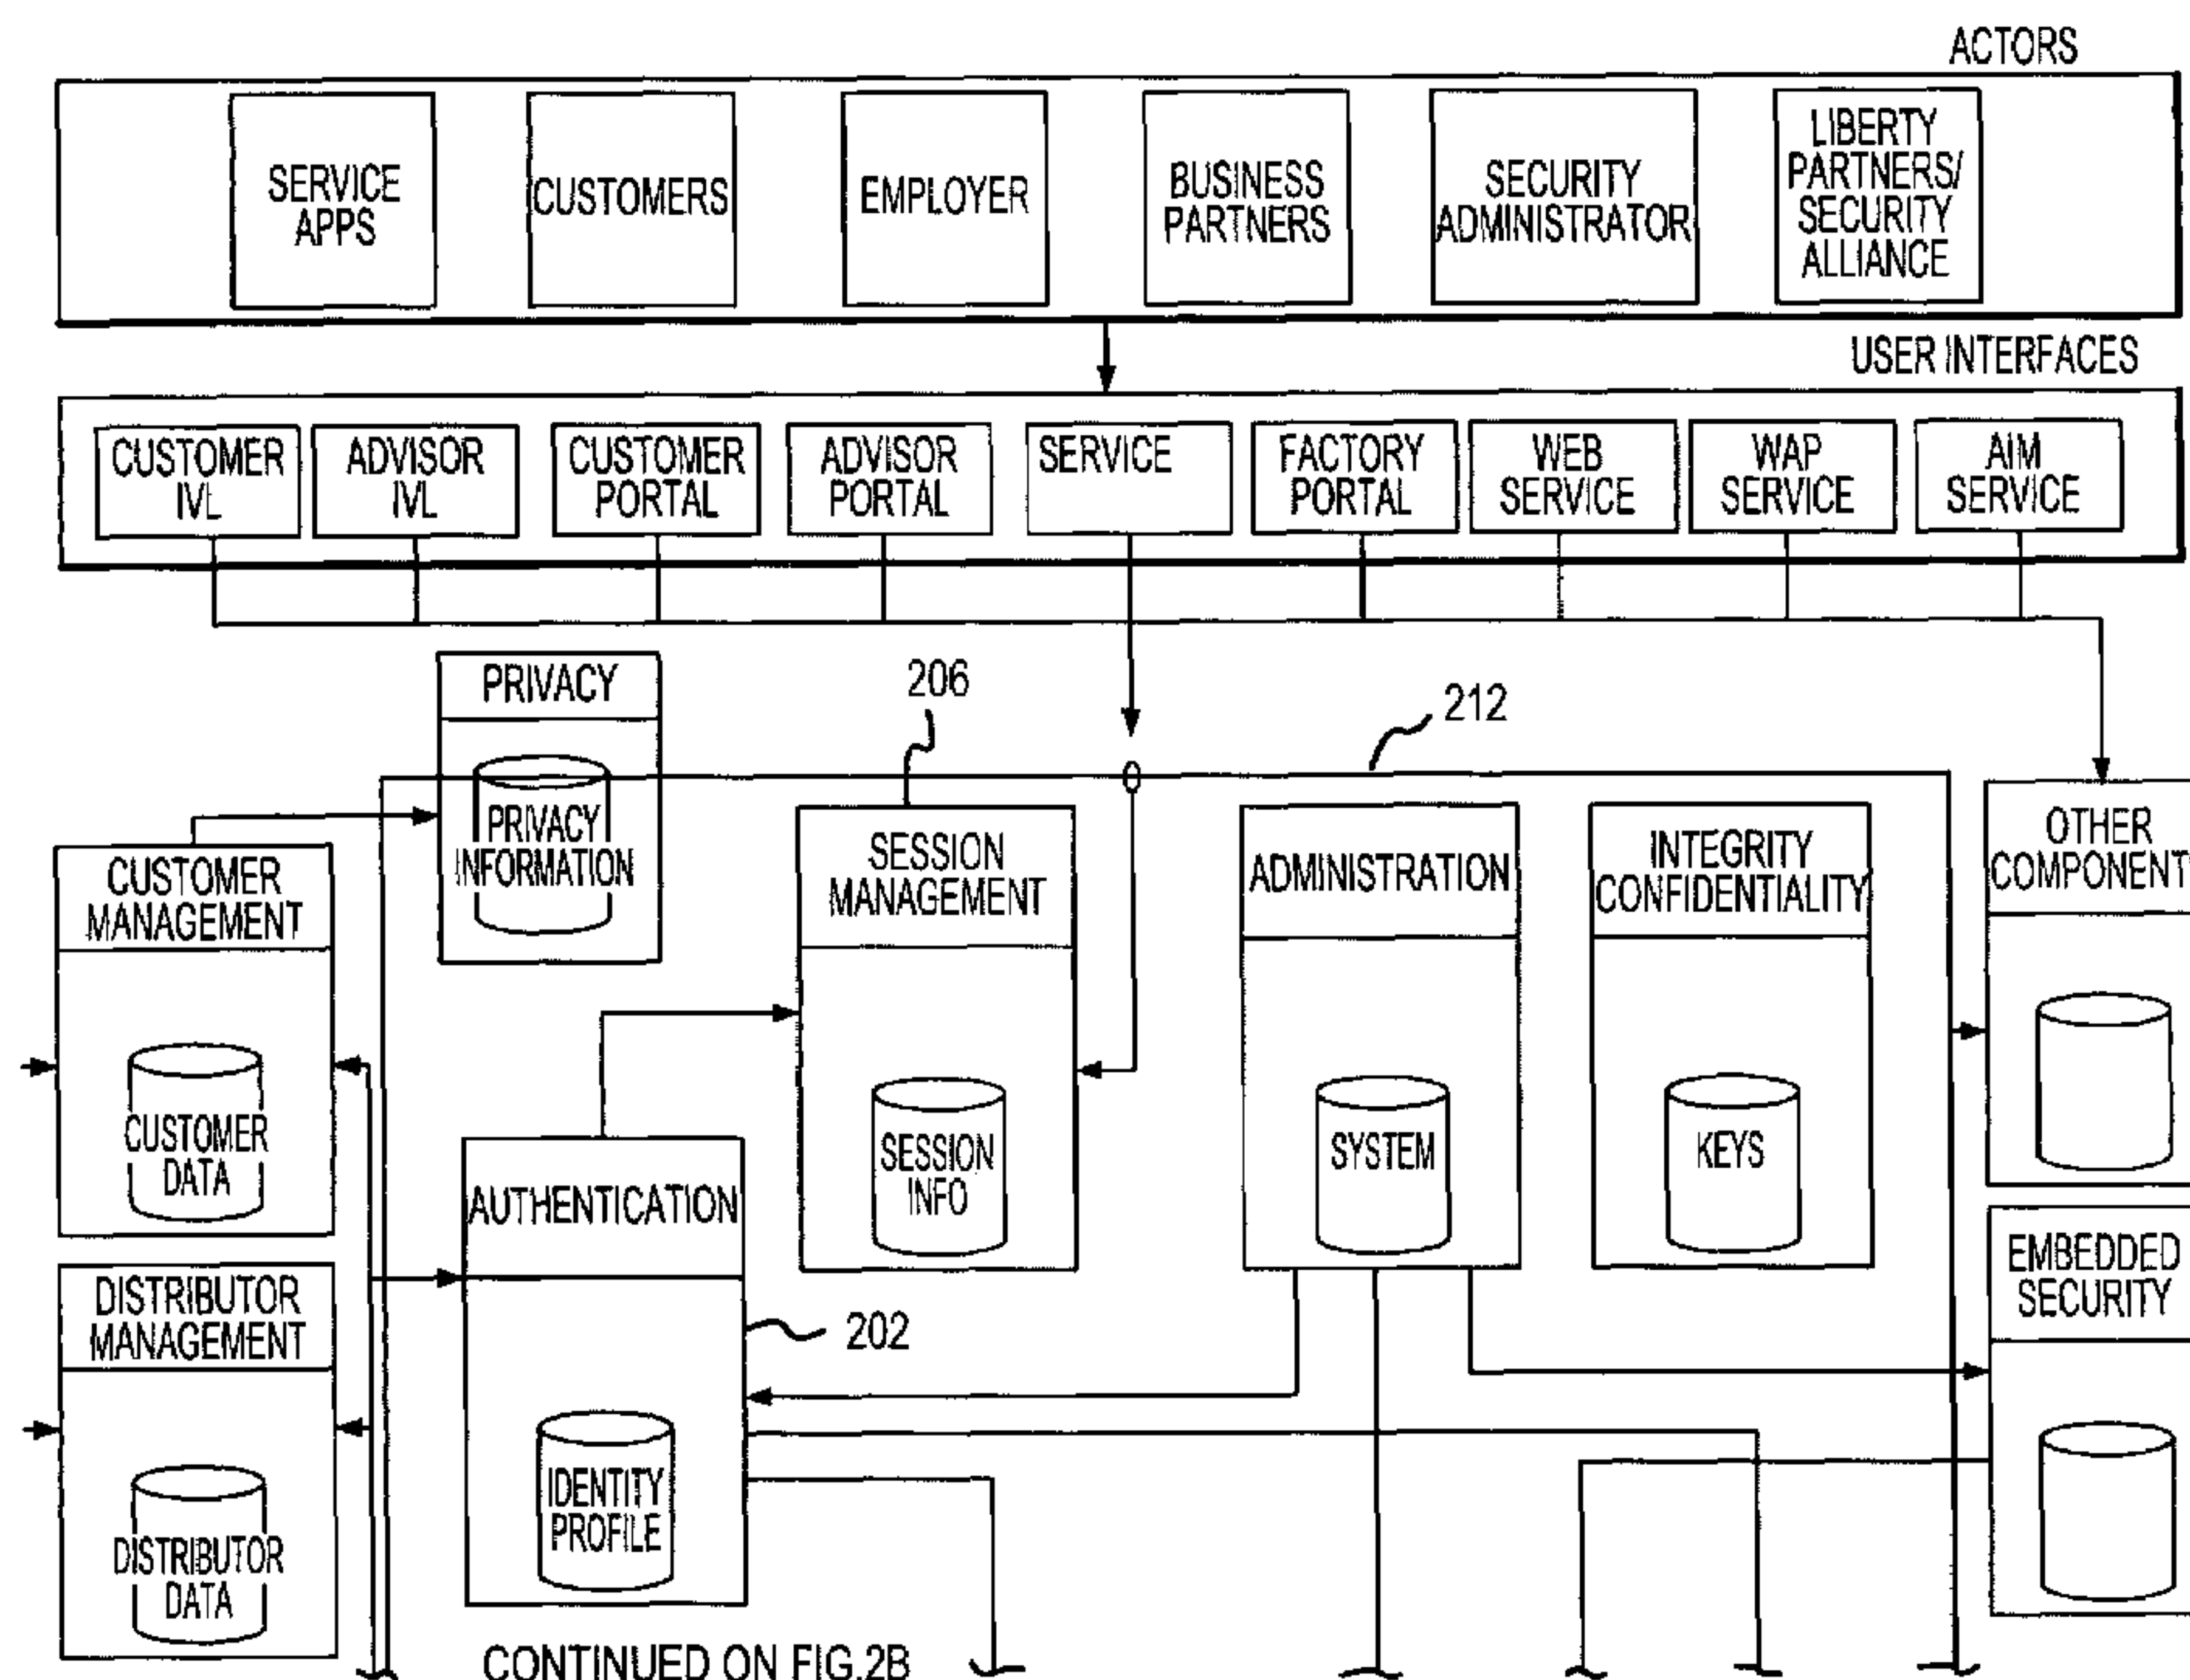 ACTORS
SERVICE
APPS
CUSTOMERS
EMPLOYER
BUSINESS
PARTNERS
SECURITY
ADMINISTRATOR
LIBERTY
PARTNERS/
SECURITY
ALLIANCE
USER INTERFACES
CUSTOMER
IVL
ADVISOR
IVL
CUSTOMER
PORTAL
ADVISOR
PORTAL
SERVICE
FACTORY
PORTAL
WEB
SERVICE
WAP
SERVICE
AIM
SERVICE
PRIVACY
PRIVACY
INFORMATION
206
212
CUSTOMER
MANAGEMENT
CUSTOMER
DATA
SESSION
MANAGEMENT
SESSION
INFO
ADMINISTRATION
SYSTEM
INTEGRITY
CONFIDENTIALITY
KEYS
OTHER
COMPONENT
AUTHENTICATION
202
IDENTITY
PROFILE
DISTRIBUTOR
MANAGEMENT
DISTRIBUTOR
DATA
EMBEDDED
SECURITY
CONTINUED ON FIG.2B